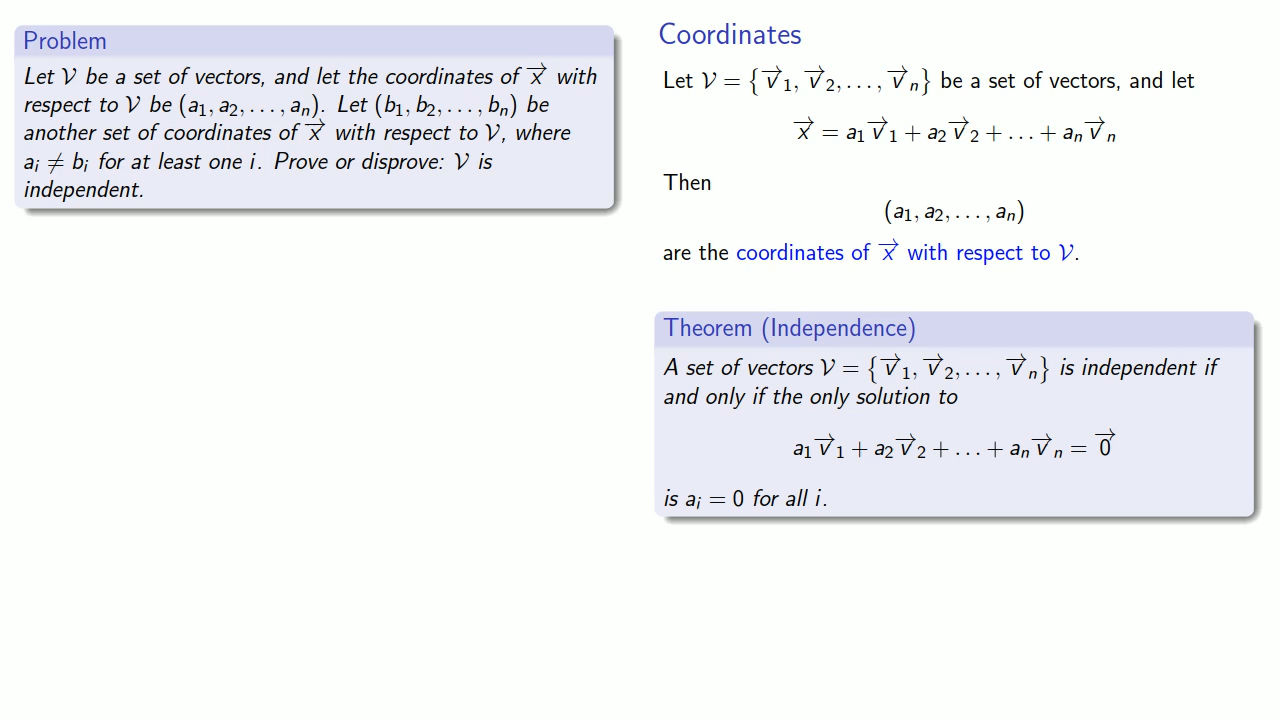 Problem
Let 𝒱 be a set of vectors, and let the coordinates of x⃗ with
respect to 𝒱 be (a₁, a₂, . . . , aₙ). Let (b₁, b₂, . . . , bₙ) be
another set of coordinates of x⃗ with respect to 𝒱, where
aᵢ ≠ bᵢ for at least one i. Prove or disprove: 𝒱 is
independent.
Coordinates
Let 𝒱 = {v⃗₁, v⃗₂, . . . , v⃗ₙ} be a set of vectors, and let
x⃗ = a₁v⃗₁ + a₂v⃗₂ + . . . + aₙv⃗ₙ
Then
(a₁, a₂, . . . , aₙ)
are the coordinates of x⃗ with respect to 𝒱.
Theorem (Independence)
A set of vectors 𝒱 = {v⃗₁, v⃗₂, . . . , v⃗ₙ} is independent if
and only if the only solution to
a₁v⃗₁ + a₂v⃗₂ + . . . + aₙv⃗ₙ = 0⃗
is aᵢ = 0 for all i.